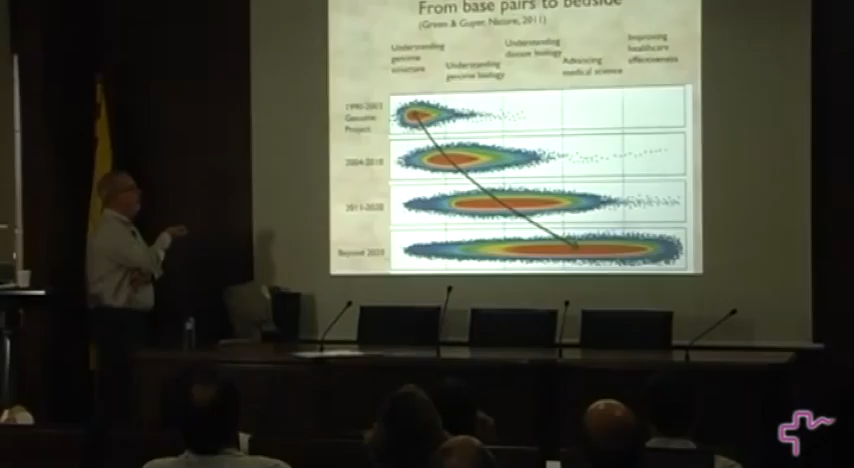 From base pairs to bedside
(Green & Guyer, Nature, 2011)
Understanding
genome
structure
Understanding
genome biology
Understanding
disease biology
Advancing
medical science
Improving
healthcare
effectiveness
1990-2003
Genome
Project
2004-2010
2011-2020
Beyond 2020